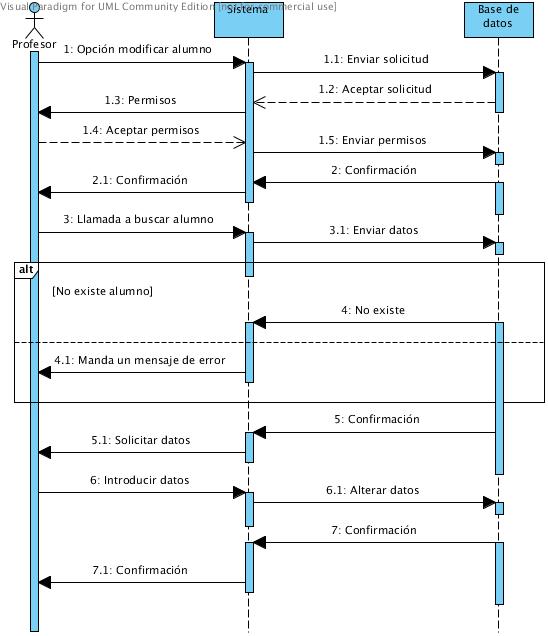 Visual Paradigm for UML Community Edition [not for commercial use]
Sistema
Base de
datos
Profesor
1: Opción modificar alumno
1.1: Enviar solicitud
1.2: Aceptar solicitud
1.3: Permisos
1.4: Aceptar permisos
1.5: Enviar permisos
2: Confirmación
2.1: Confirmación
3: Llamada a buscar alumno
3.1: Enviar datos
alt
[No existe alumno]
4: No existe
4.1: Manda un mensaje de error
5: Confirmación
5.1: Solicitar datos
6: Introducir datos
6.1: Alterar datos
7: Confirmación
7.1: Confirmación